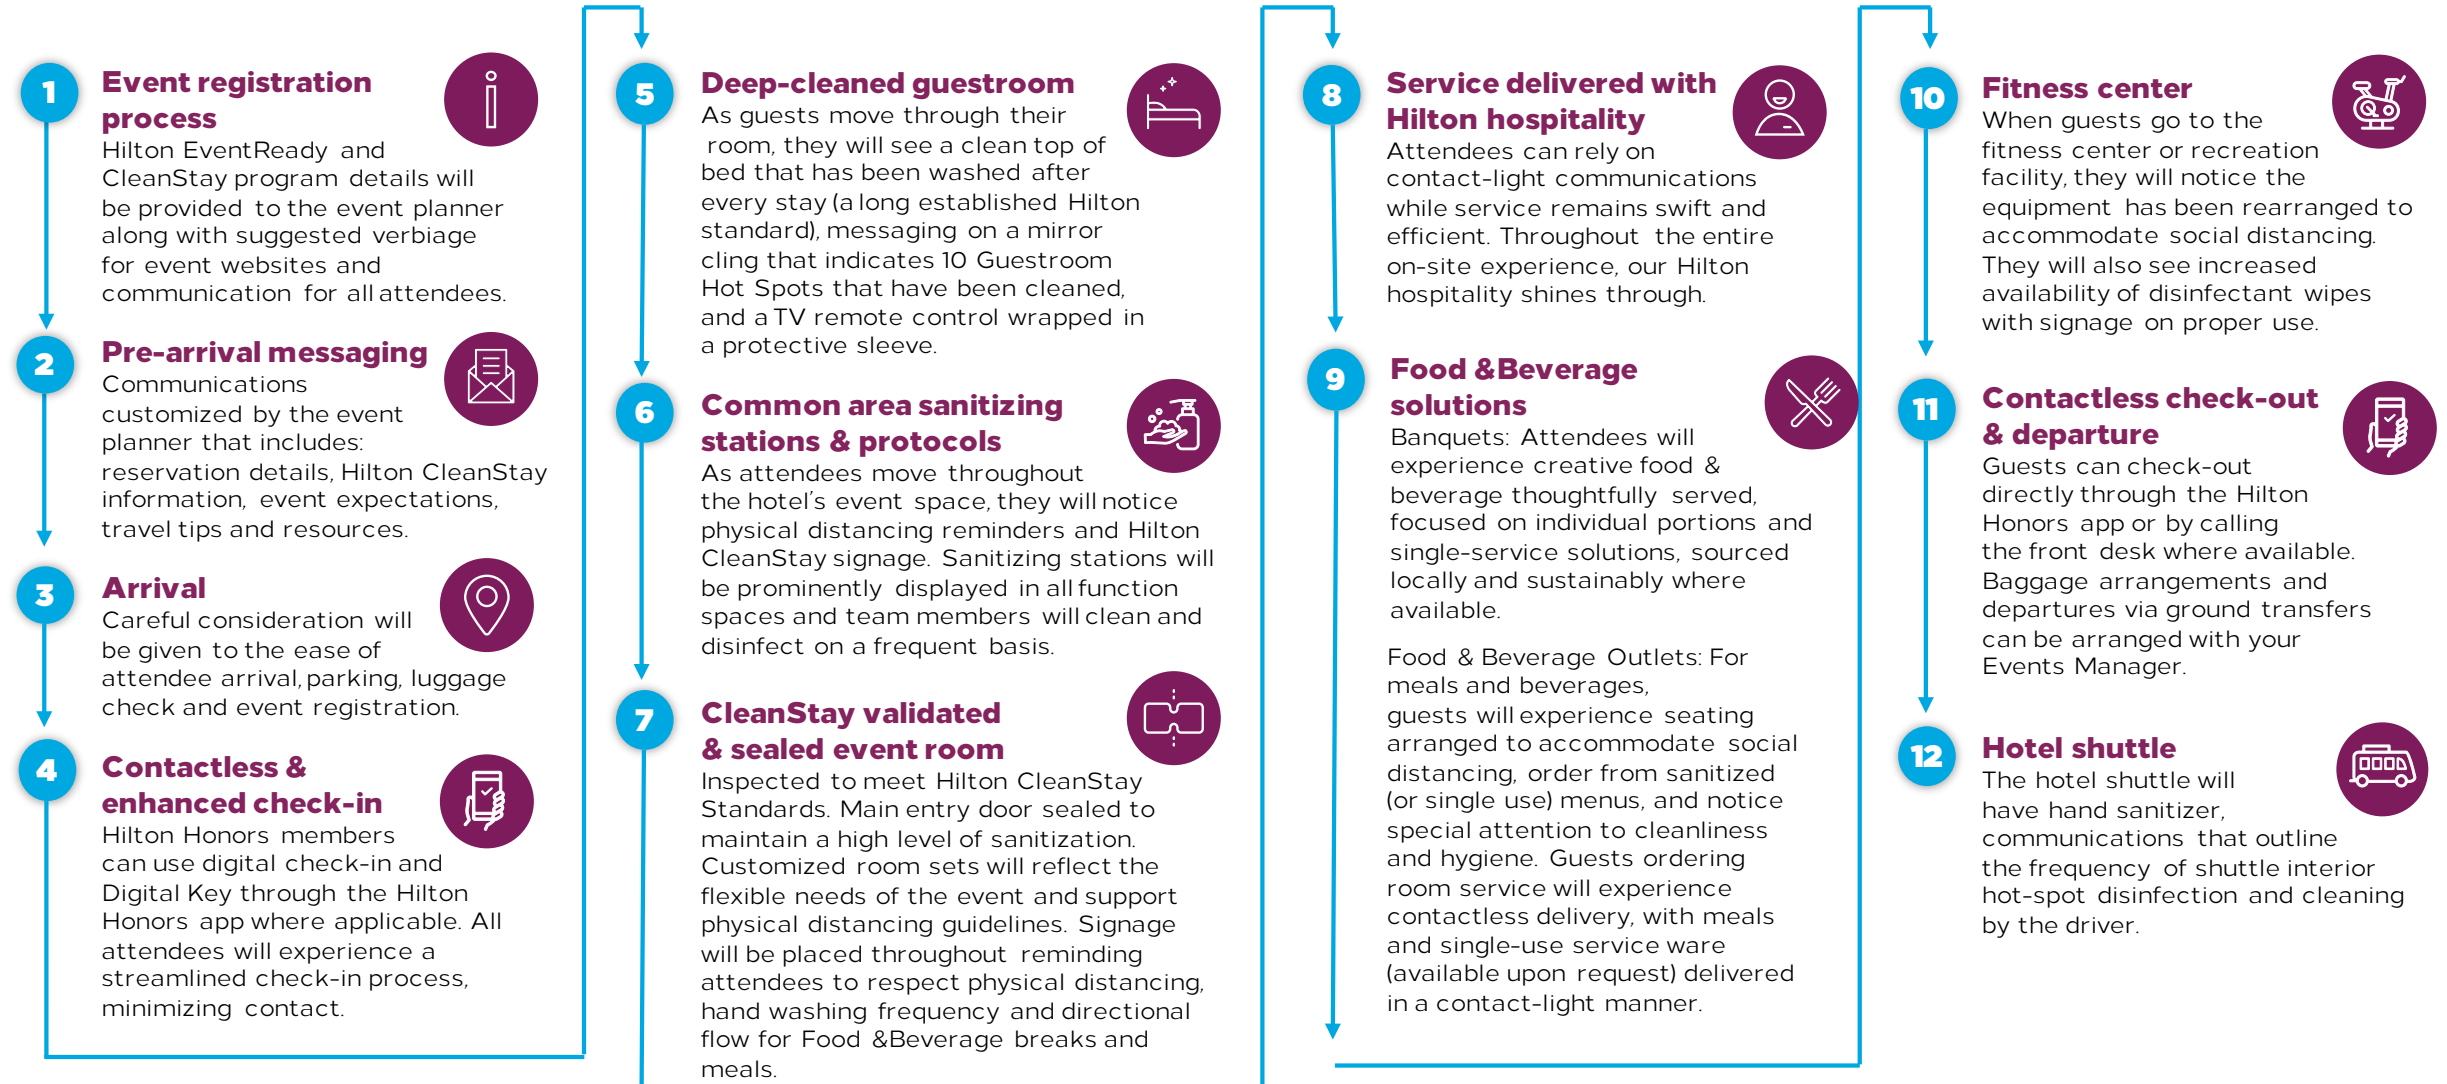 1
Event registration
process
Hilton EventReady and
CleanStay program details will
be provided to the event planner
along with suggested verbiage
for event websites and
communication for all attendees.
2
Pre-arrival messaging
Communications
customized by the event
planner that includes:
reservation details, Hilton CleanStay
information, event expectations,
travel tips and resources.
3
Arrival
Careful consideration will
be given to the ease of
attendee arrival, parking, luggage
check and event registration.
4
Contactless &
enhanced check-in
Hilton Honors members
can use digital check-in and
Digital Key through the Hilton
Honors app where applicable. All
attendees will experience a
streamlined check-in process,
minimizing contact.
5
Deep-cleaned guestroom
As guests move through their
room, they will see a clean top of
bed that has been washed after
every stay (a long established Hilton
standard), messaging on a mirror
cling that indicates 10 Guestroom
Hot Spots that have been cleaned,
and a TV remote control wrapped in
a protective sleeve.
6
Common area sanitizing
stations & protocols
As attendees move throughout
the hotel's event space, they will notice
physical distancing reminders and Hilton
CleanStay signage. Sanitizing stations will
be prominently displayed in all function
spaces and team members will clean and
disinfect on a frequent basis.
7
CleanStay validated
& sealed event room
Inspected to meet Hilton CleanStay
Standards. Main entry door sealed to
maintain a high level of sanitization.
Customized room sets will reflect the
flexible needs of the event and support
physical distancing guidelines. Signage
will be placed throughout reminding
attendees to respect physical distancing,
hand washing frequency and directional
flow for Food &Beverage breaks and
meals.
8
Service delivered with
Hilton hospitality
Attendees can rely on
contact-light communications
while service remains swift and
efficient. Throughout the entire
on-site experience, our Hilton
hospitality shines through.
9
Food &Beverage
solutions
Banquets: Attendees will
experience creative food &
beverage thoughtfully served,
focused on individual portions and
single-service solutions, sourced
locally and sustainably where
available.
Food & Beverage Outlets: For
meals and beverages,
guests will experience seating
arranged to accommodate social
distancing, order from sanitized
(or single use) menus, and notice
special attention to cleanliness
and hygiene. Guests ordering
room service will experience
contactless delivery, with meals
and single-use service ware
(available upon request) delivered
in a contact-light manner.
10
Fitness center
When guests go to the
fitness center or recreation
facility, they will notice the
equipment has been rearranged to
accommodate social distancing.
They will also see increased
availability of disinfectant wipes
with signage on proper use.
11
Contactless check-out
& departure
Guests can check-out
directly through the Hilton
Honors app or by calling
the front desk where available.
Baggage arrangements and
departures via ground transfers
can be arranged with your
Events Manager.
12
Hotel shuttle
The hotel shuttle will
have hand sanitizer,
communications that outline
the frequency of shuttle interior
hot-spot disinfection and cleaning
by the driver.